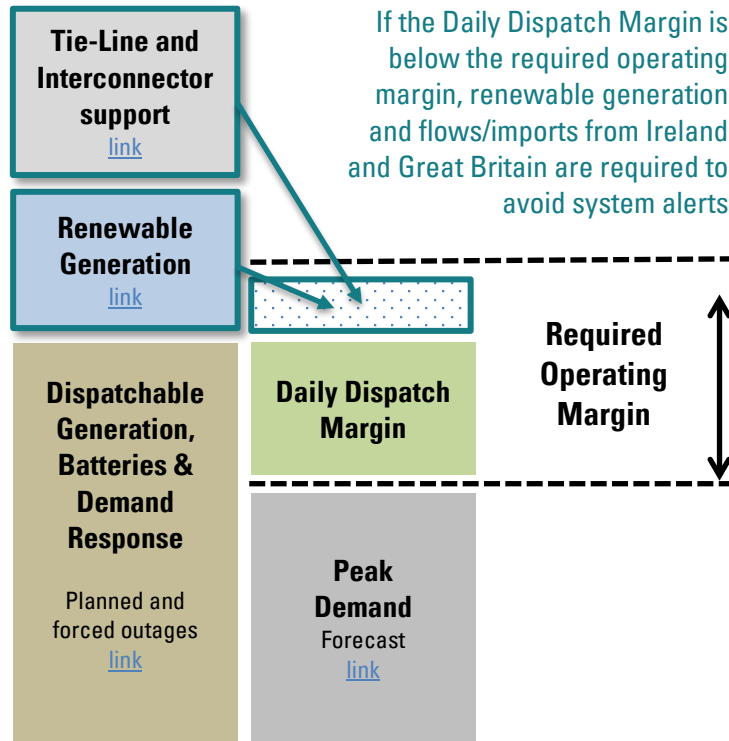 Tie-Line and
Interconnector
support
link
If the Daily Dispatch Margin is
below the required operating
margin, renewable generation
and flows/imports from Ireland
and Great Britain are required to
avoid system alerts
Renewable
Generation
link
Dispatchable
Generation,
Batteries &
Demand
Response
Planned and
forced outages
link
Daily Dispatch
Margin
Required
Operating
Margin
Peak
Demand
Forecast
link